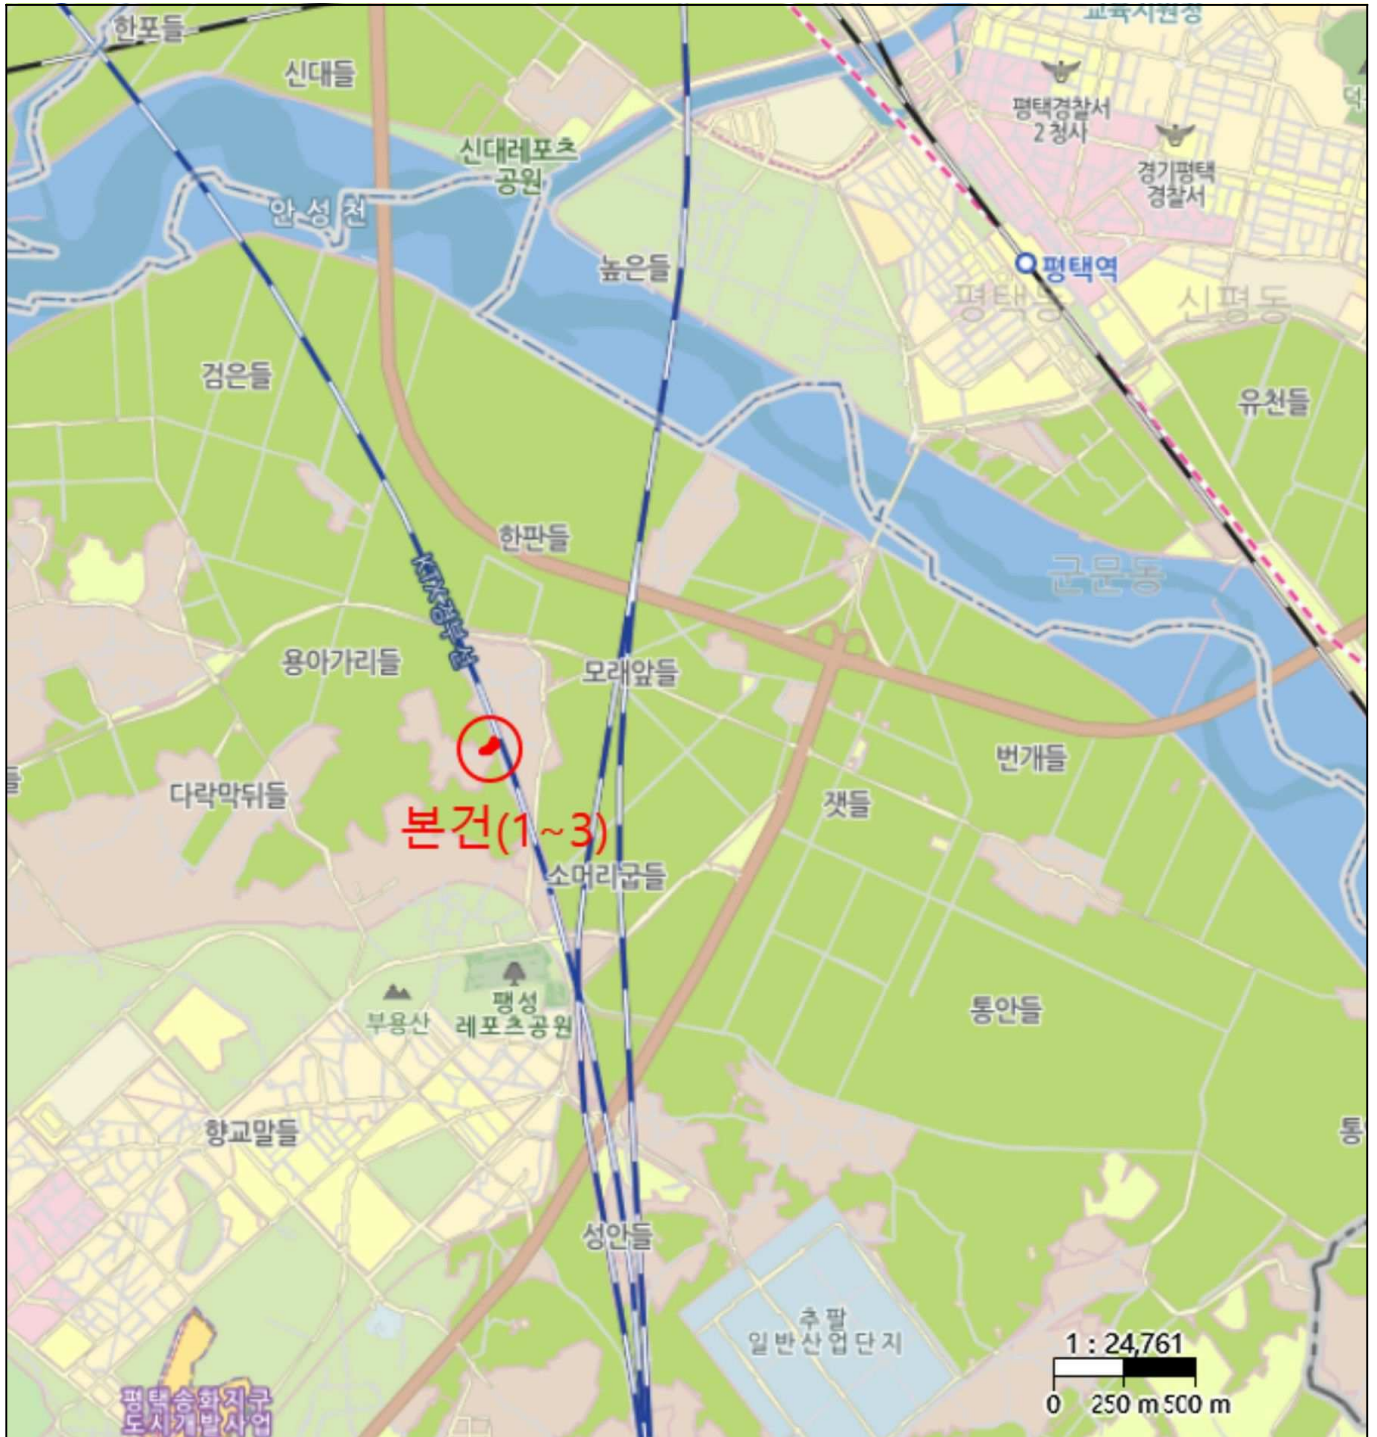 교육지원청
한포들
신대들
평택경찰서
2청사
덕
신대레포츠
공원
경기평택
경찰서
안성천
높은들
평택역
평택동
신평동
검은들
유천들
한판들
군문동
KTX경부선
용아가리들
모래앞들
번개들
들
다락막뒤들
잿들
본건(1~3)
소머리굽들
팽성
레포츠공원
부용산
통안들
향교말들
통
성안들
추팔
일반산업단지
1 : 24,761
0 250 m 500 m
평택송화지구
도시개발사업